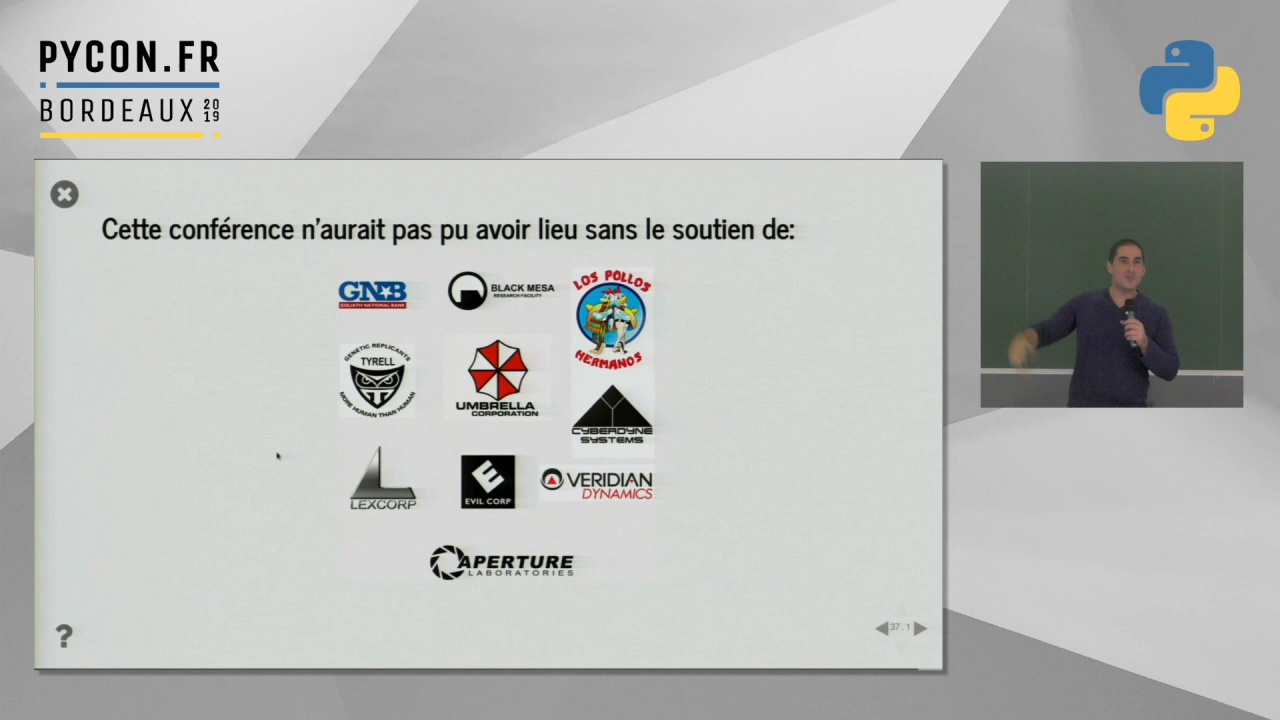 PYCON.FR
BORDEAUX 2019
Cette conférence n'aurait pas pu avoir lieu sans le soutien de:
GNB
GOLIATH NATIONAL BANK
BLACK MESA
RESEARCH FACILITY
LOS POLLOS
HERMANOS
GENETIC REPLICANTS
TYRELL
MORE HUMAN THAN HUMAN
UMBRELLA
CORPORATION
CYBERDYNE
SYSTEMS
LEXCORP
E
EVIL CORP
VERIDIAN
DYNAMICS
APERTURE
LABORATORIES
?
37.1